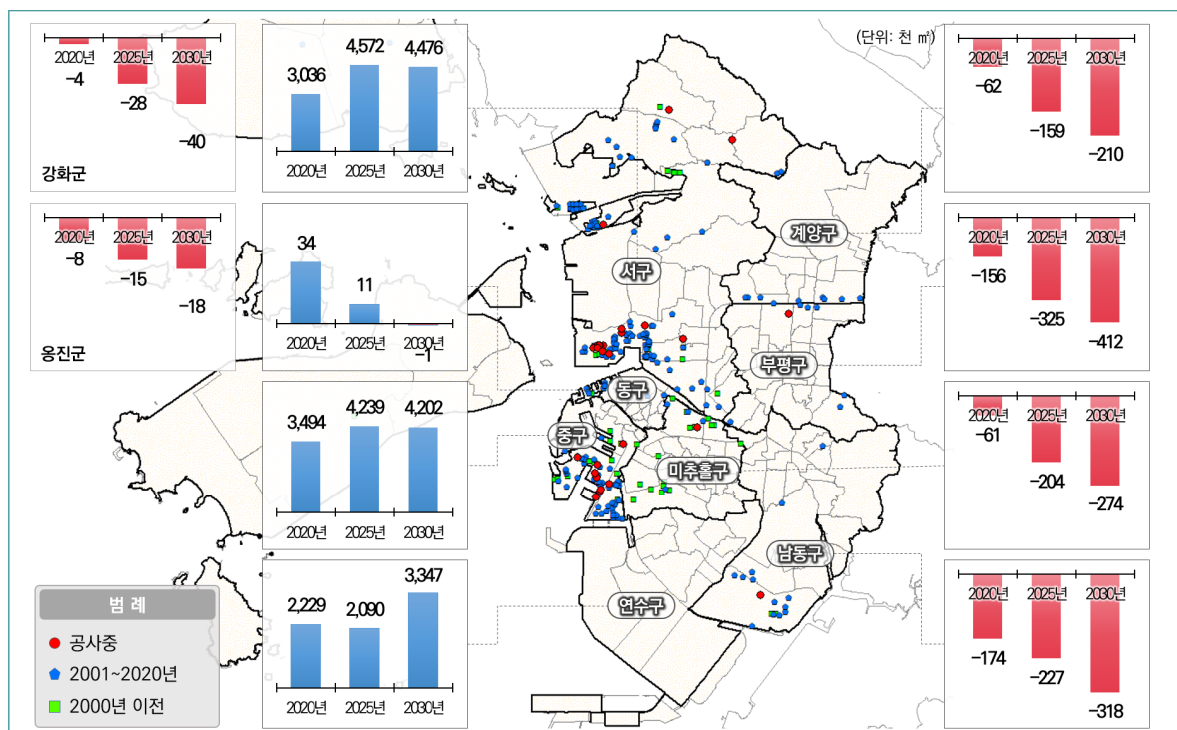 (단위: 천 ㎡)
2020년 2025년 2030년
-4
-28
-40
강화군
3,036 4,572 4,476
2020년 2025년 2030년
2020년 2025년 2030년
-62
-159
-210
2020년 2025년 2030년
-8
-15
-18
옹진군
34
11
2020년 2025년 2030년
-1
2020년 2025년 2030년
-156
-325
-412
3,494 4,239 4,202
2020년 2025년 2030년
2020년 2025년 2030년
-61
-204
-274
2,229 2,090 3,347
2020년 2025년 2030년
2020년 2025년 2030년
-174
-227
-318
계양구
서구
부평구
동구
중구
미추홀구
남동구
연수구
범 례
공사중
2001~2020년
2000년 이전